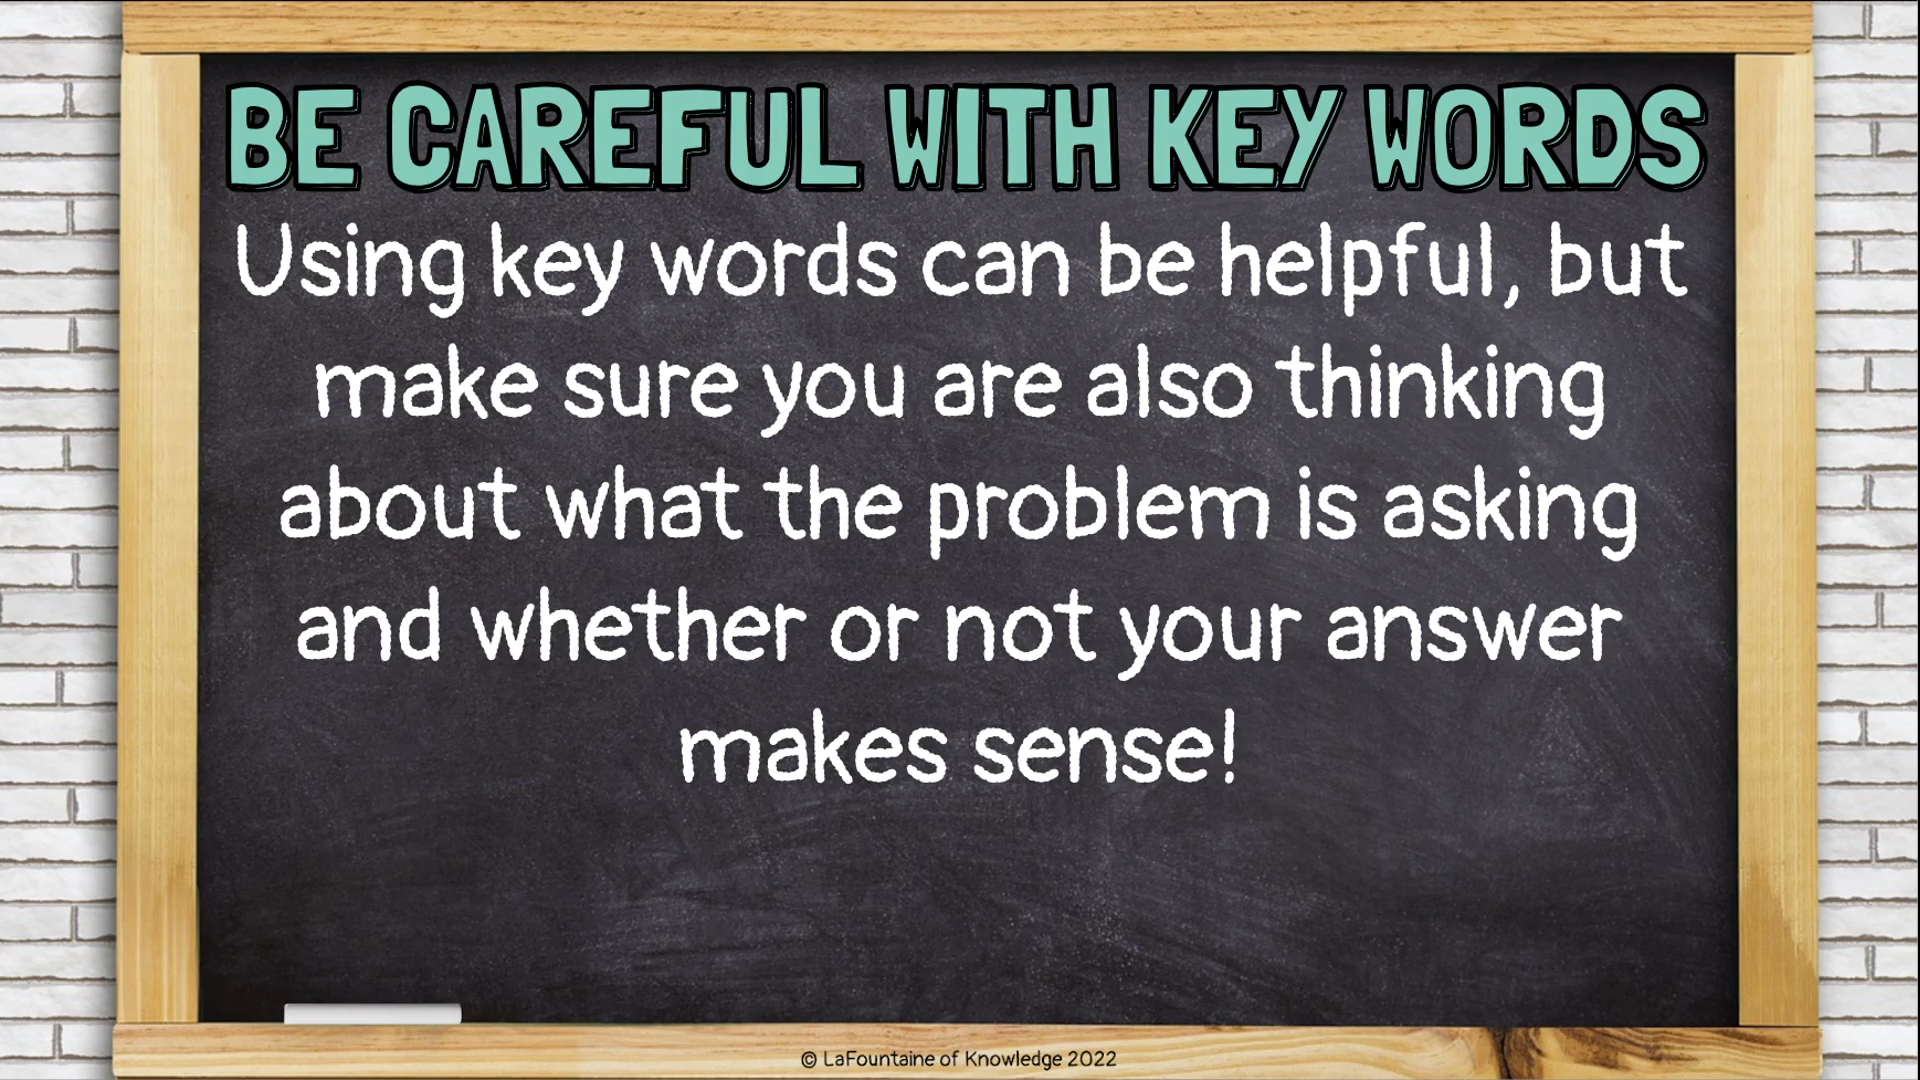 BE CAREFUL WITH KEY WORDS
Using key words can be helpful, but
make sure you are also thinking
about what the problem is asking
and whether or not your answer
makes sense!
© LaFountaine of Knowledge 2022